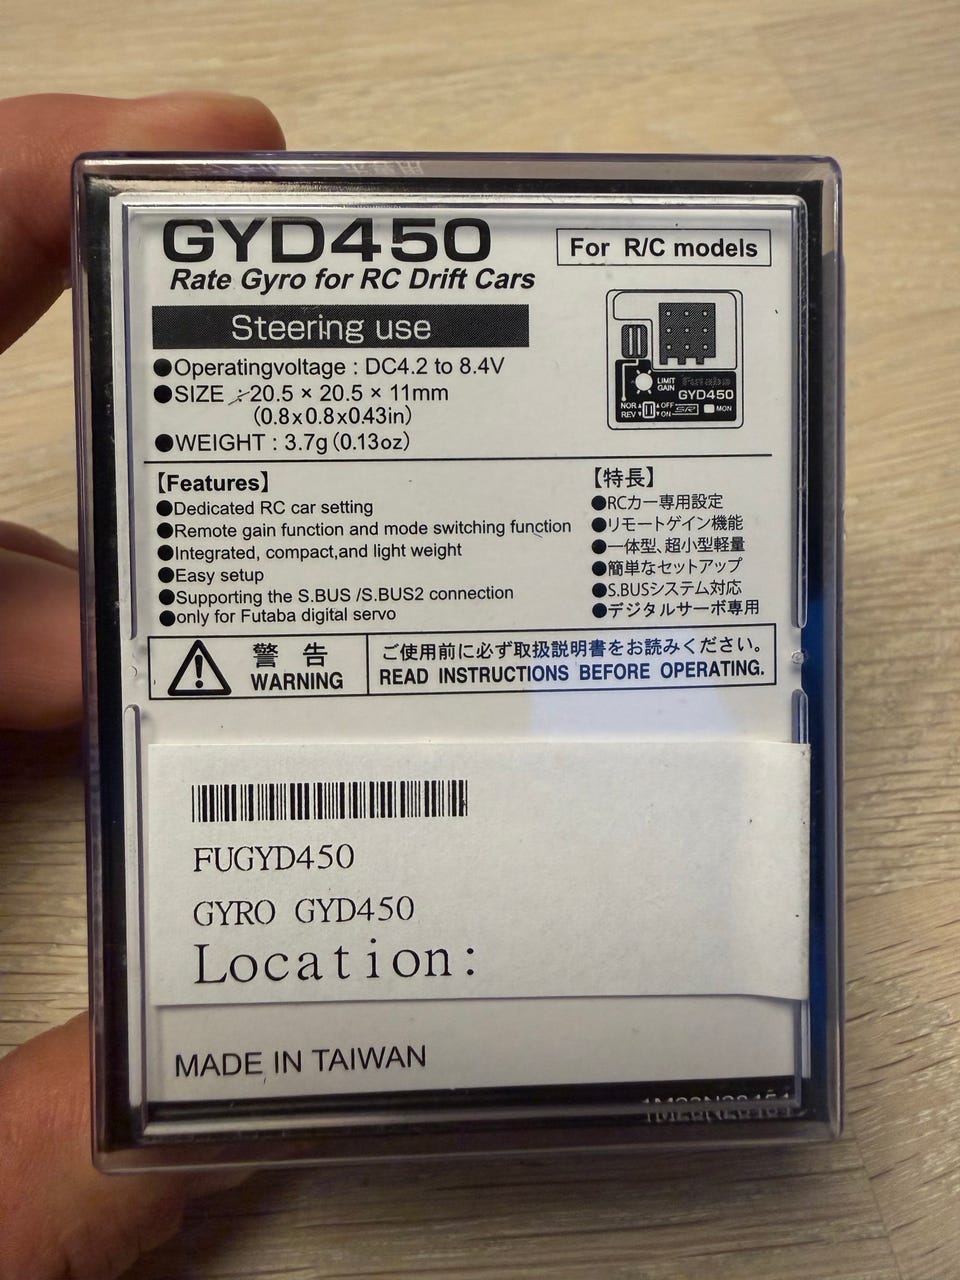 GYD450
Rate Gyro for RC Drift Cars
For R/C models
Steering use
●Operatingvoltage : DC4.2 to 8.4V
●SIZE : 20.5 × 20.5 × 11mm
(0.8x0.8x0.43in)
●WEIGHT : 3.7g (0.13oz)
LIMIT
GAIN
Futaba
GYD450
NOR▲ ▲OFF
REV▼ ▼ON
SR
MON
【Features】
●Dedicated RC car setting
●Remote gain function and mode switching function
●Integrated, compact,and light weight
●Easy setup
●Supporting the S.BUS /S.BUS2 connection
●only for Futaba digital servo
【特長】
●RCカー専用設定
●リモートゲイン機能
●一体型、超小型軽量
●簡単なセットアップ
●S.BUSシステム対応
●デジタルサーボ専用
警 告
WARNING
ご使用前に必ず取扱説明書をお読みください。
READ INSTRUCTIONS BEFORE OPERATING.
FUGYD450
GYRO GYD450
Location:
MADE IN TAIWAN